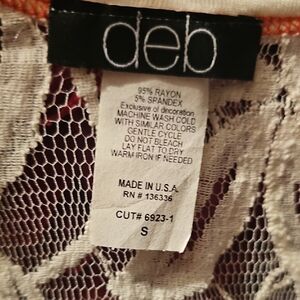 deb
95% RAYON
5% SPANDEX
Exclusive of decoration
MACHINE WASH COLD
WITH SIMILAR COLORS
GENTLE CYCLE
DO NOT BLEACH
LAY FLAT TO DRY
WARM IRON IF NEEDED
MADE IN U.S.A.
RN # 136336
CUT# 6923-1
S